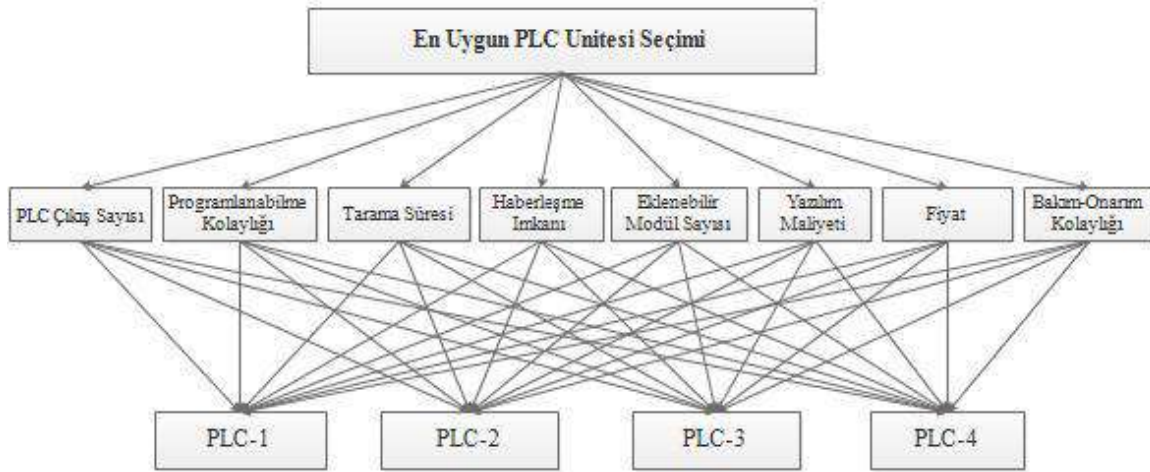 En Uygun PLC Unitesi Seçimi
PLC Çıkış Sayısı
Programlanabilme
Kolaylığı
Tarama Süresi
Haberleşme
Imkanı
Eklenebilir
Modül Sayısı
Yazılım
Maliyeti
Fiyat
Bakım-Onarım
Kolaylığı
PLC-1
PLC-2
PLC-3
PLC-4